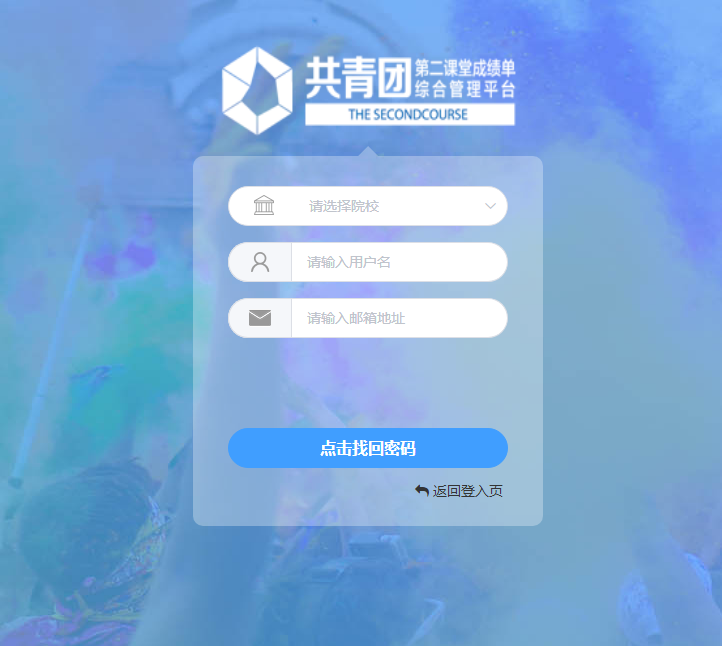 共青团
第二课堂成绩单
综合管理平台
THE SECONDCOURSE
请选择院校
请输入用户名
请输入邮箱地址
点击找回密码
返回登入页